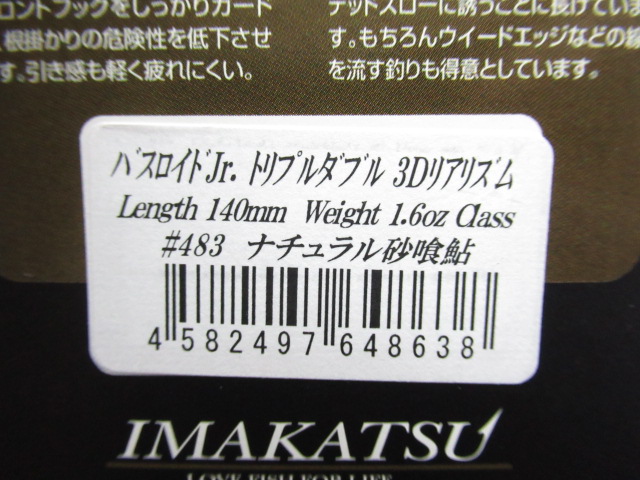 ロントフックをしっかりガード
根掛かりの危険性を低下させ
す。引き感も軽く疲れにくい。
デッドスローに誘うことに長けていま
す。もちろんウィードエッジなどの線
を流す釣りも得意としています。
バスロイドJr. トリプルダブル 3Dリアリズム
Length 140mm Weight 1.6oz Class
#483 ナチュラル砂喰鮎
4 582497 648638
IMAKATSU
LOVE FISH FOR LIFE